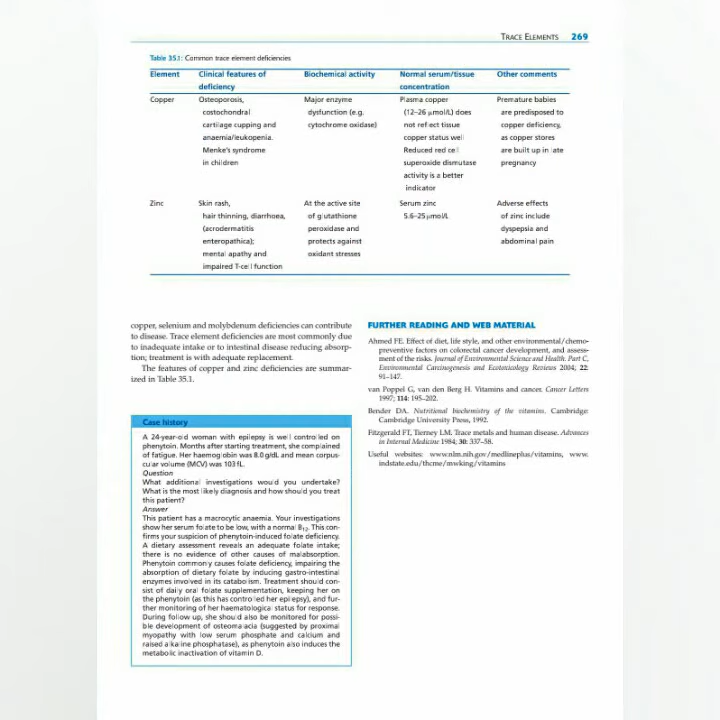 TRACE ELEMENTS 269
Table 35.1: Common trace element deficiencies
Element Clinical features of Biochemical activity Normal serum/tissue Other comments
deficiency concentration
Copper Osteoporosis, Major enzyme Plasma copper Premature babies
costochondral dysfunction (e.g. (12–26 µmol/L) does are predisposed to
cartilage cupping and cytochrome oxidase) not reflect tissue copper deficiency,
anaemia/leukopenia. copper status well as copper stores
Menke's syndrome Reduced red cell are built up in late
in children superoxide dismutase pregnancy
activity is a better
indicator
Zinc Skin rash, At the active site Serum zinc Adverse effects
hair thinning, diarrhoea, of glutathione 5.6–25 µmol/L of zinc include
(acrodermatitis peroxidase and dyspepsia and
enteropathica); protects against abdominal pain
mental apathy and oxidant stresses
impaired T-cell function
copper, selenium and molybdenum deficiencies can contribute
to disease. Trace element deficiencies are most commonly due
to inadequate intake or to intestinal disease reducing absorp-
tion; treatment is with adequate replacement.
The features of copper and zinc deficiencies are summar-
ized in Table 35.1.
Case history
A 24-year-old woman with epilepsy is well controlled on
phenytoin. Months after starting treatment, she complained
of fatigue. Her haemoglobin was 8.0 g/dL and mean corpus-
cular volume (MCV) was 103 fL.
Question
What additional investigations would you undertake?
What is the most likely diagnosis and how should you treat
this patient?
Answer
This patient has a macrocytic anaemia. Your investigations
show her serum folate to be low, with a normal B12. This con-
firms your suspicion of phenytoin-induced folate deficiency.
A dietary assessment reveals an adequate folate intake;
there is no evidence of other causes of malabsorption.
Phenytoin commonly causes folate deficiency, impairing the
absorption of dietary folate by inducing gastro-intestinal
enzymes involved in its catabolism. Treatment should con-
sist of daily oral folate supplementation, keeping her on
the phenytoin (as this has controlled her epilepsy), and fur-
ther monitoring of her haematological status for response.
During follow up, she should also be monitored for possi-
ble development of osteomalacia (suggested by proximal
myopathy with low serum phosphate and calcium and
raised alkaline phosphatase), as phenytoin also induces the
metabolic inactivation of vitamin D.
FURTHER READING AND WEB MATERIAL
Ahmed FE. Effect of diet, life style, and other environmental/chemo-
preventive factors on colorectal cancer development, and assess-
ment of the risks. Journal of Environmental Science and Health. Part C,
Environmental Carcinogenesis and Ecotoxicology Reviews 2004; 22:
91–147.
van Poppel G, van den Berg H. Vitamins and cancer. Cancer Letters
1997; 114: 195–202.
Bender DA. Nutritional biochemistry of the vitamins. Cambridge:
Cambridge University Press, 1992.
Fitzgerald FT, Tierney LM. Trace metals and human disease. Advances
in Internal Medicine 1984; 30: 337–58.
Useful websites: www.nlm.nih.gov/medlineplus/vitamins, www.
indstate.edu/thcme/mwking/vitamins